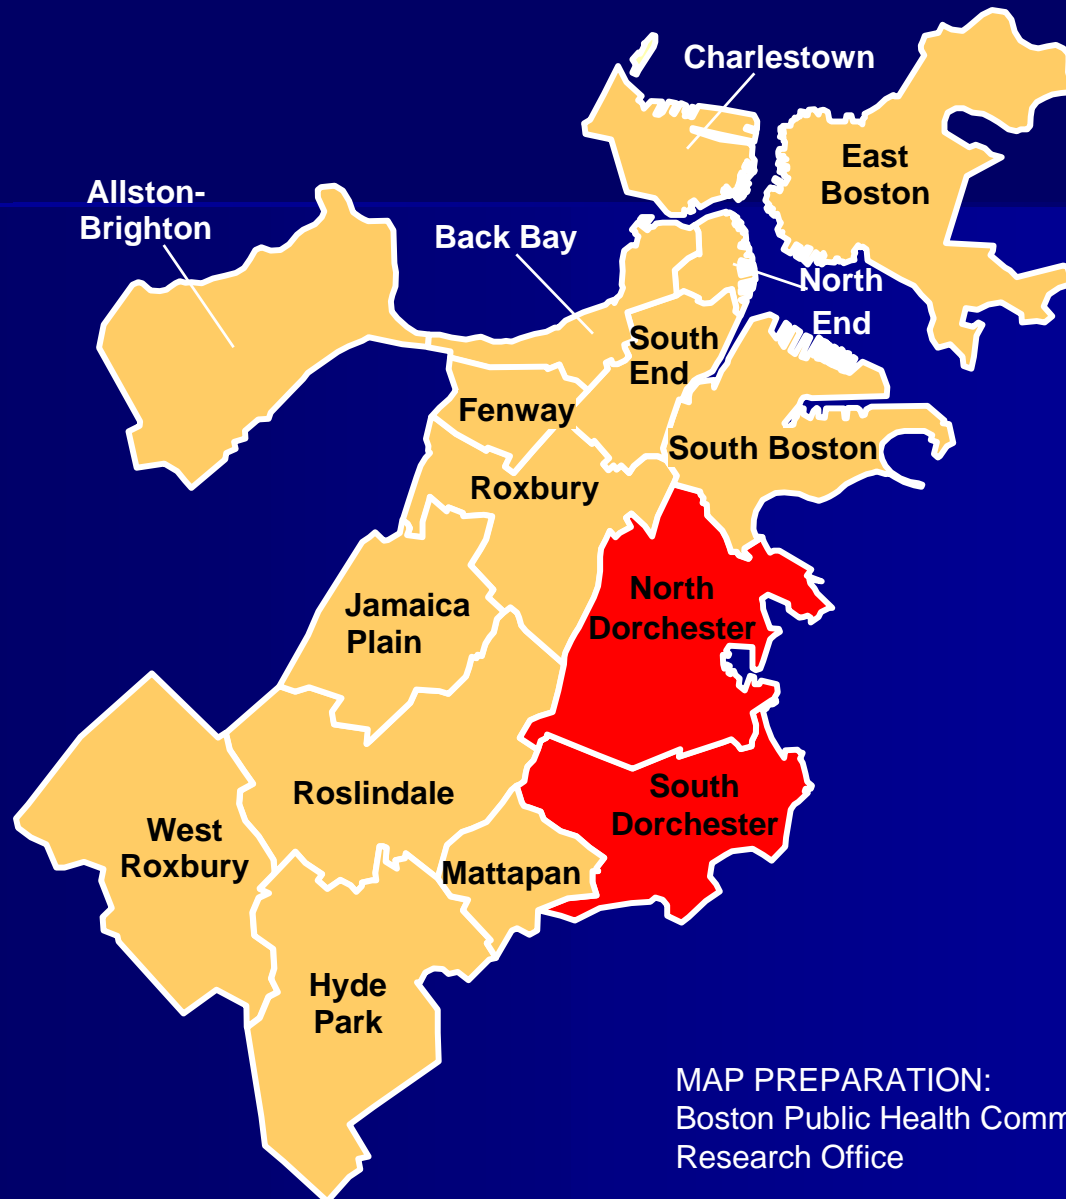 Charlestown
East
Boston
Allston-
Brighton
Back Bay
North
End
South
End
Fenway
South Boston
Roxbury
North
Dorchester
Jamaica
Plain
Roslindale
South
Dorchester
West
Roxbury
Mattapan
Hyde
Park
MAP PREPARATION:
Boston Public Health Comm
Research Office